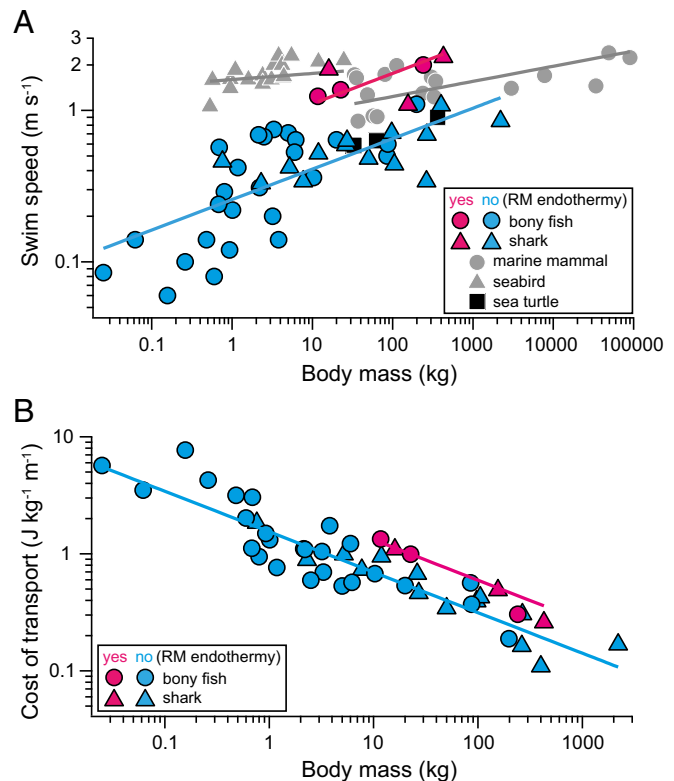 A
3
2
1
0.1
Swim speed (m s⁻¹)
yes no (RM endothermy)
bony fish
shark
marine mammal
seabird
sea turtle
0.1 1 10 100 1000 10000 100000
Body mass (kg)
B
10
1
0.1
Cost of transport (J kg⁻¹ m⁻¹)
yes no (RM endothermy)
bony fish
shark
0.1 1 10 100 1000
Body mass (kg)